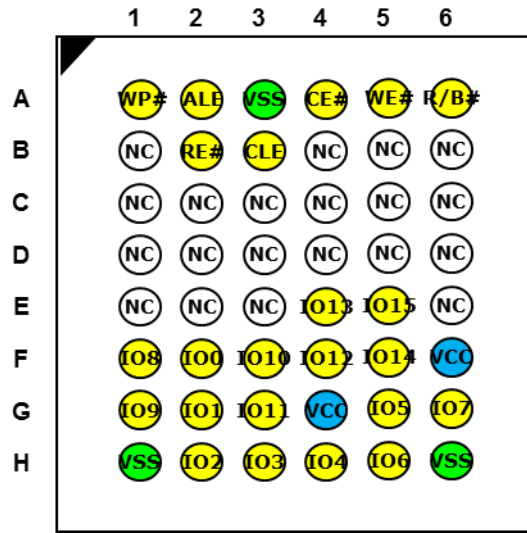 1 2 3 4 5 6
A WP# ALE VSS CE# WE# R/B#
B NC RE# CLE NC NC NC
C NC NC NC NC NC NC
D NC NC NC NC NC NC
E NC NC NC IO13 IO15 NC
F IO8 IO0 IO10 IO12 IO14 VCC
G IO9 IO1 IO11 VCC IO5 IO7
H VSS IO2 IO3 IO4 IO6 VSS